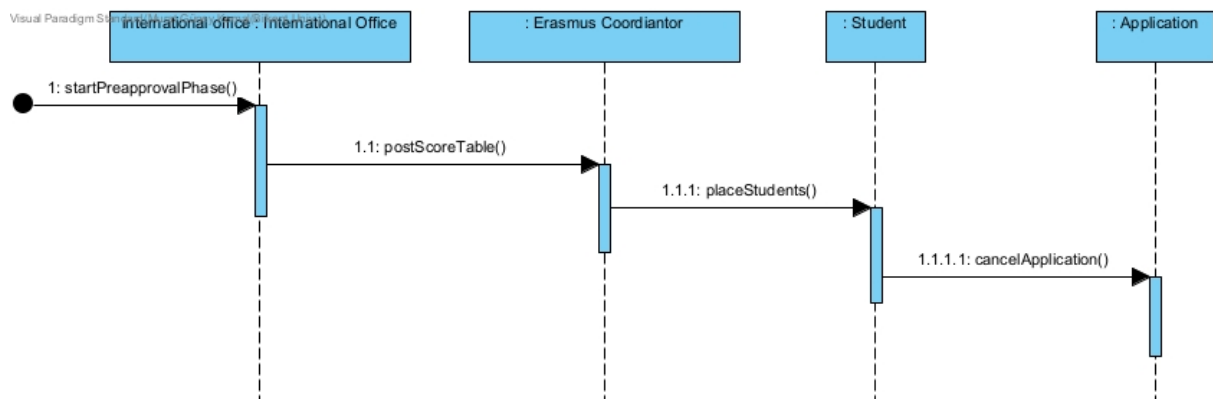 Visual Paradigm
International office : International Office
: Erasmus Coordiantor
: Student
: Application
1: startPreapprovalPhase()
1.1: postScoreTable()
1.1.1: placeStudents()
1.1.1.1: cancelApplication()